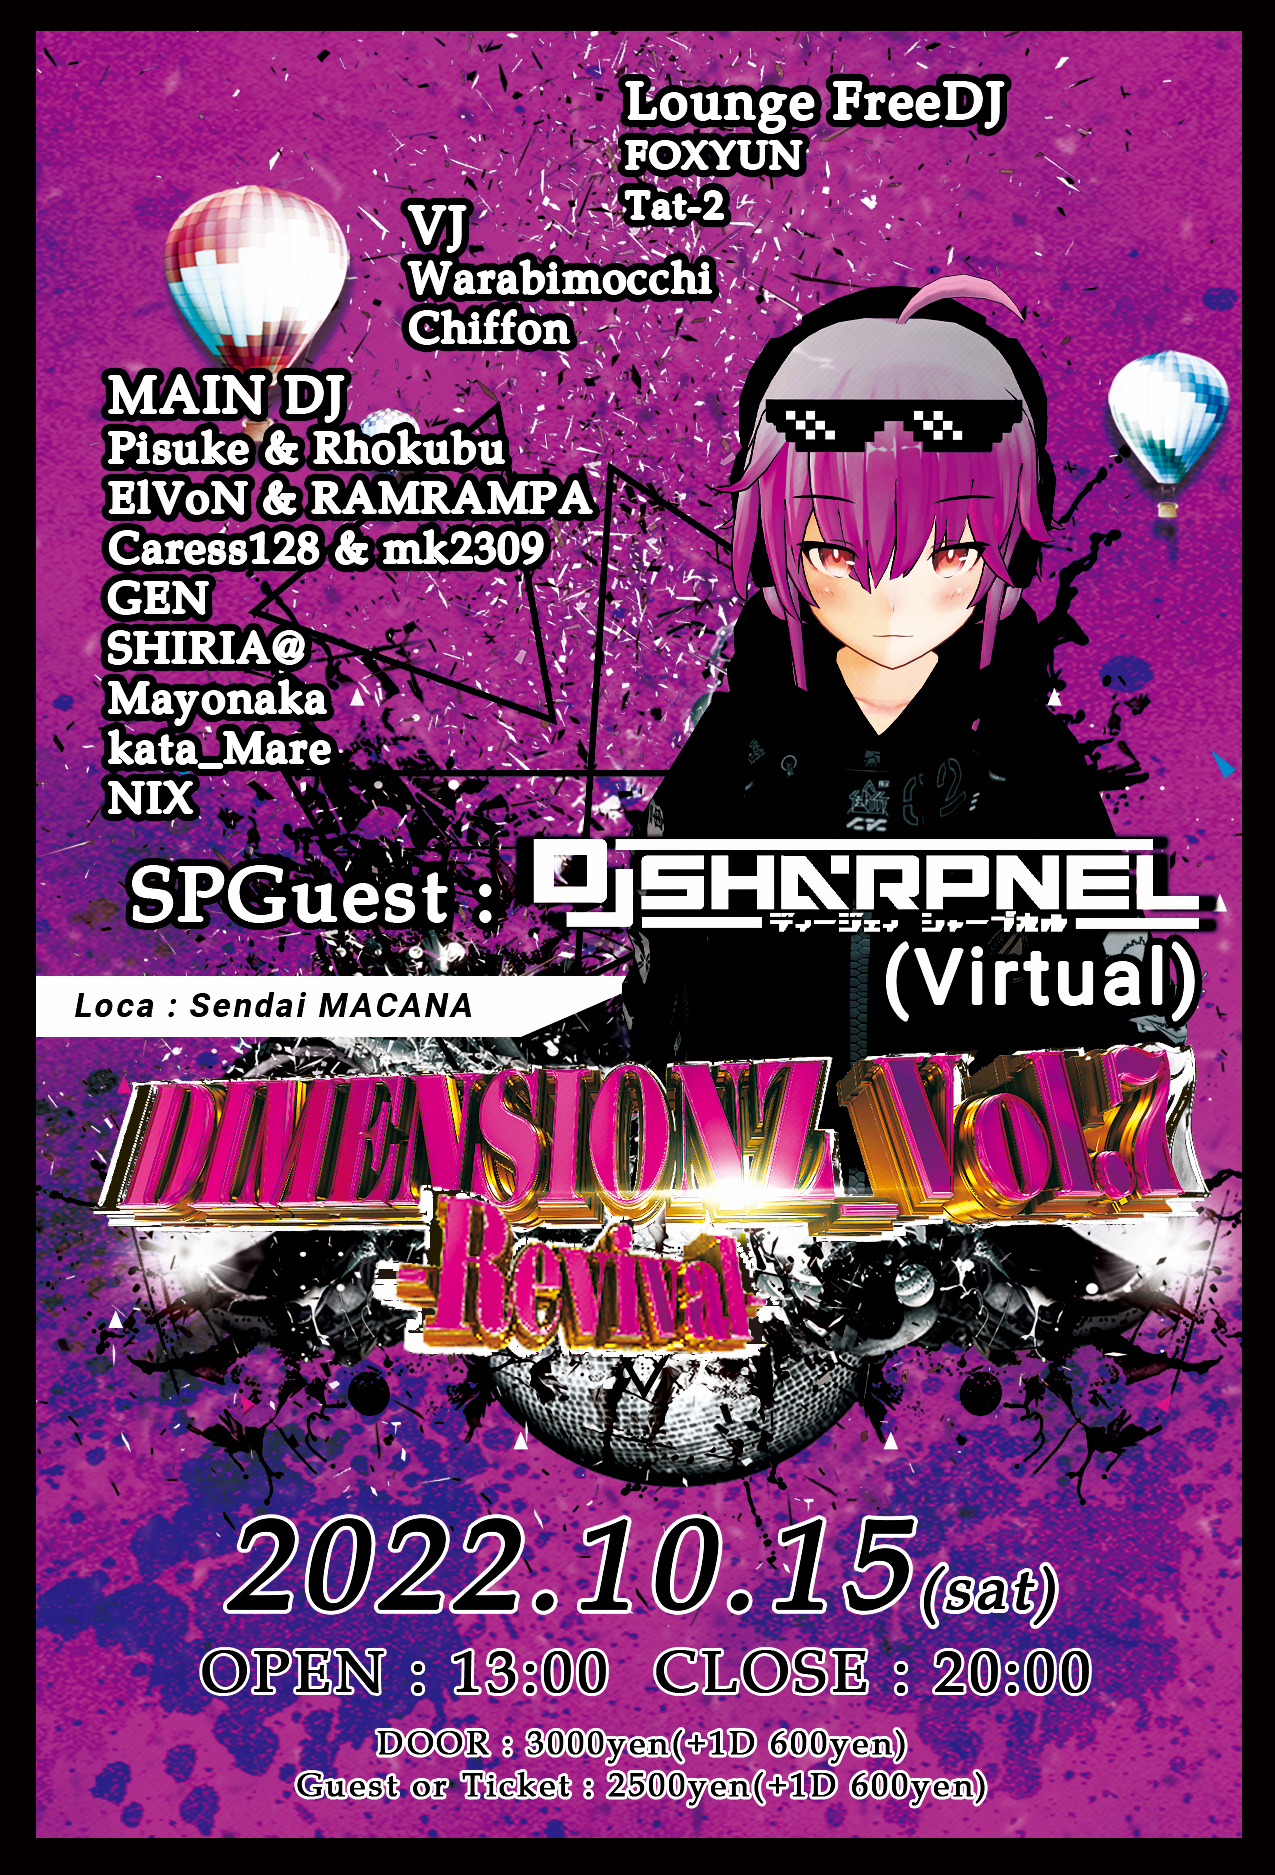 Lounge FreeDJ
FOXYUN
Tat-2
VJ
Warabimocchi
Chiffon
MAIN DJ
Pisuke & Rhokubu
ElVoN & RAMRAMPA
Caress128 & mk2309
GEN
SHIRIA@
Mayonaka
kata_Mare
NIX
SPGuest : DJ SHARPNEL
ディージェイ シャープネル
(Virtual)
Loca : Sendai MACANA
DIMENSIONZ_Vol.7
Revival
2022.10.15(sat)
OPEN : 13:00 CLOSE : 20:00
DOOR : 3000yen(+1D 600yen)
Guest or Ticket : 2500yen(+1D 600yen)